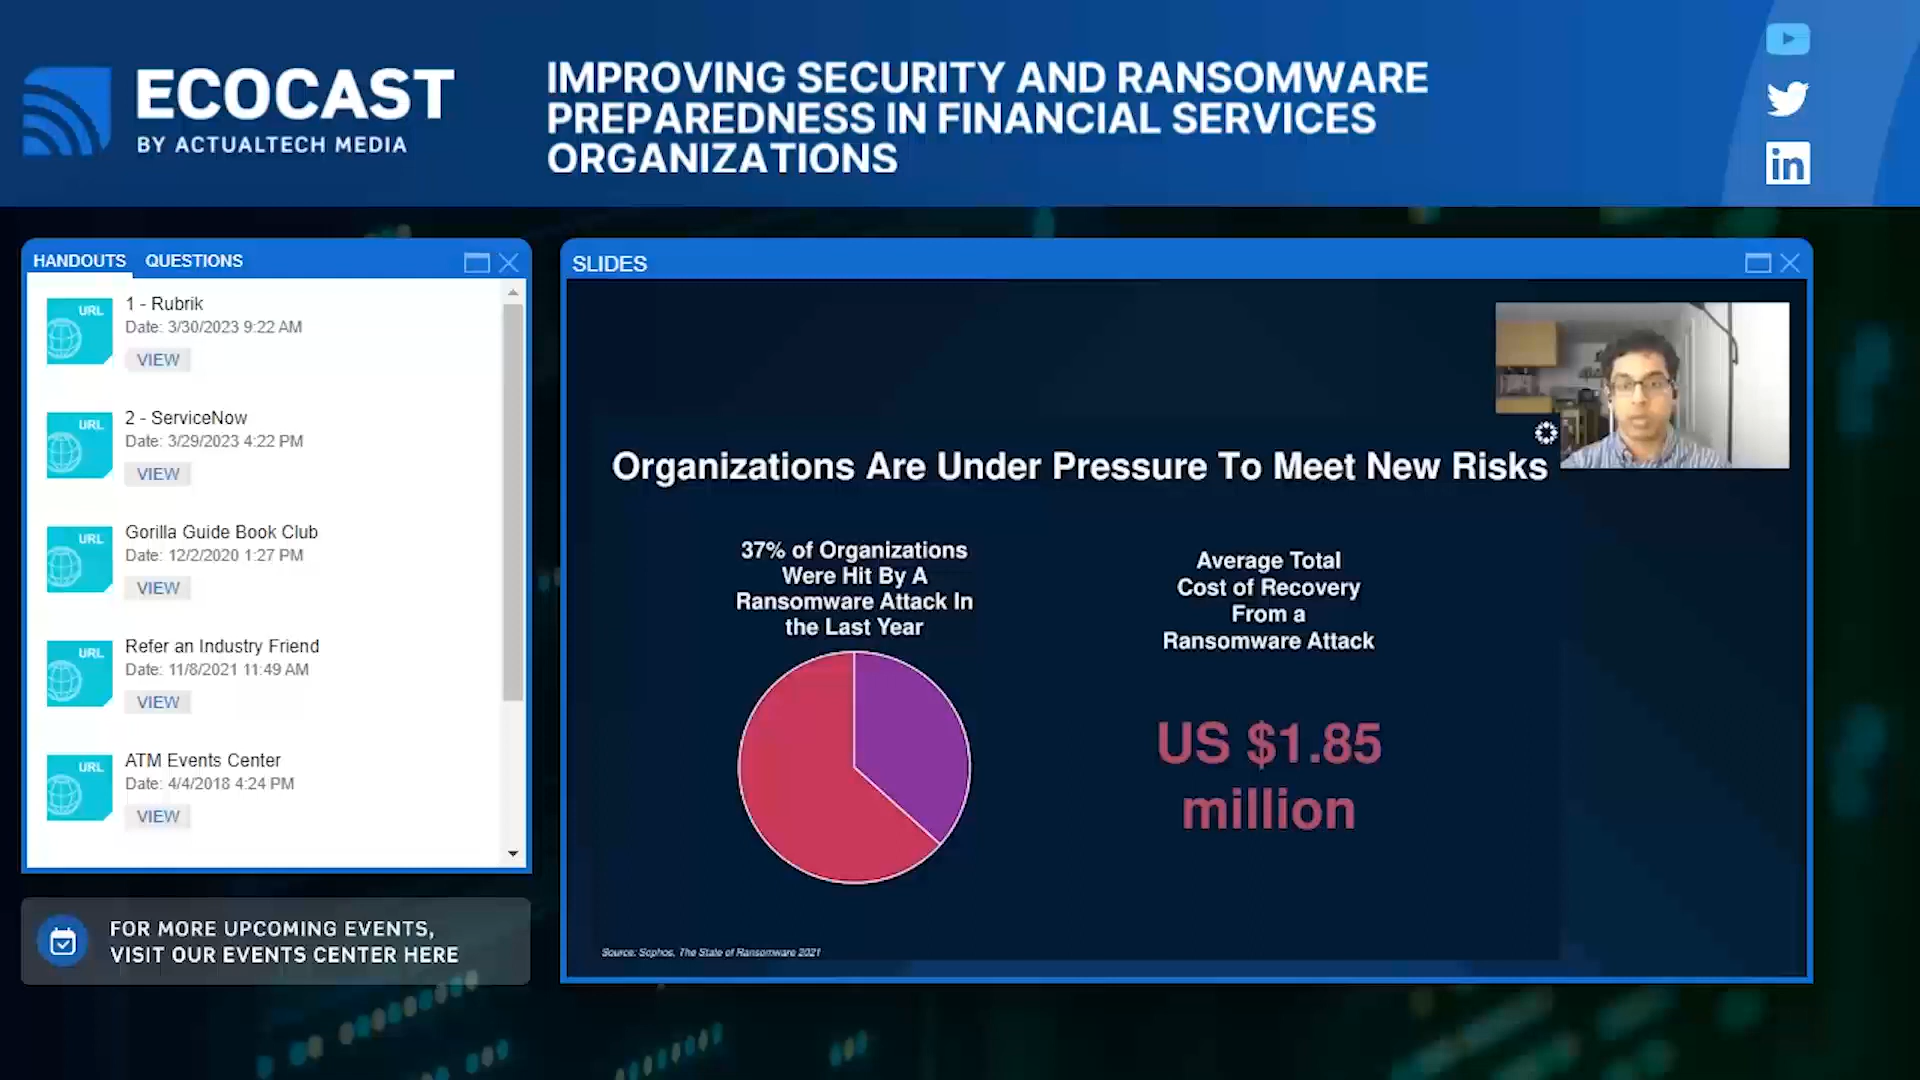 ECOCAST
BY ACTUALTECH MEDIA
IMPROVING SECURITY AND RANSOMWARE
PREPAREDNESS IN FINANCIAL SERVICES
ORGANIZATIONS
in
HANDOUTS QUESTIONS
URL
1 - Rubrik
Date: 3/30/2023 9:22 AM
VIEW
URL
2 - ServiceNow
Date: 3/29/2023 4:22 PM
VIEW
URL
Gorilla Guide Book Club
Date: 12/2/2020 1:27 PM
VIEW
URL
Refer an Industry Friend
Date: 11/8/2021 11:49 AM
VIEW
URL
ATM Events Center
Date: 4/4/2018 4:24 PM
VIEW
FOR MORE UPCOMING EVENTS,
VISIT OUR EVENTS CENTER HERE
SLIDES
Organizations Are Under Pressure To Meet New Risks
37% of Organizations
Were Hit By A
Ransomware Attack In
the Last Year
Average Total
Cost of Recovery
From a
Ransomware Attack
US $1.85
million
Source: Sophos, The State of Ransomware 2021